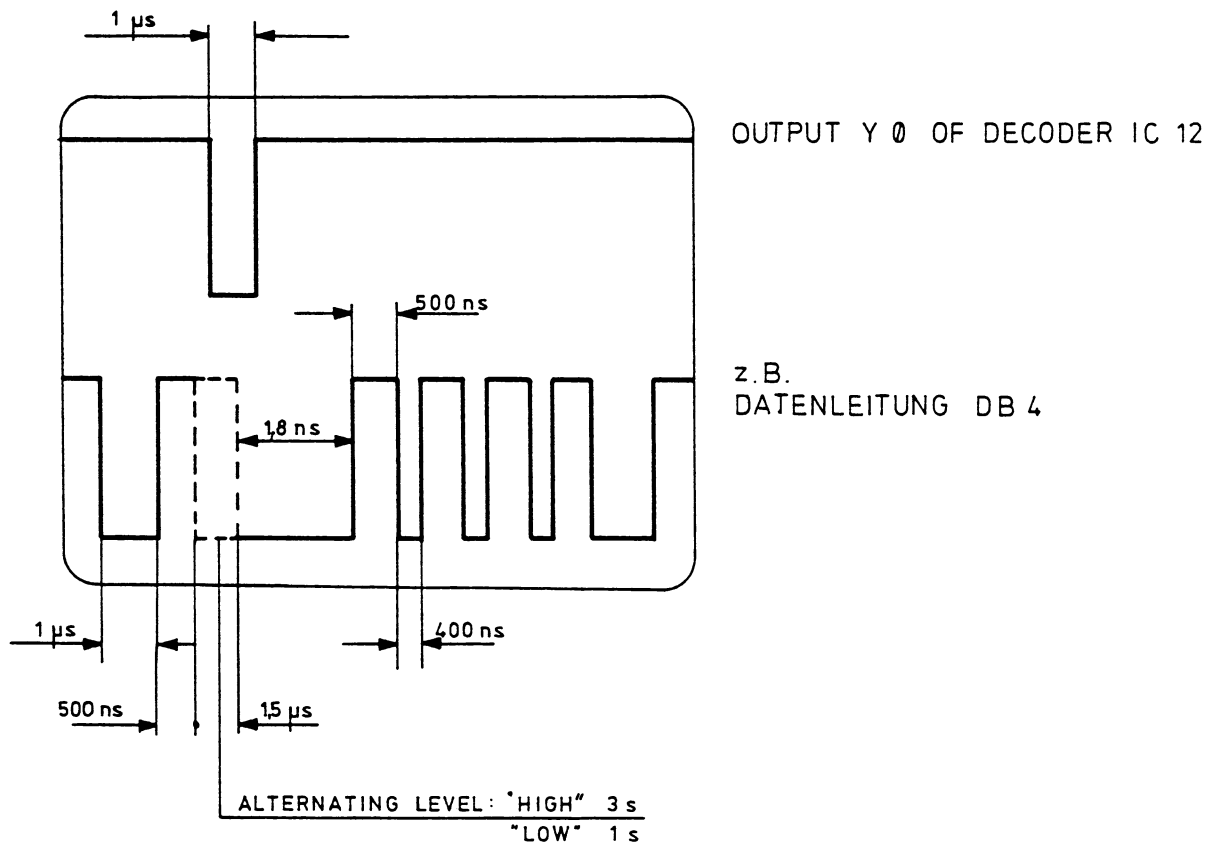 1 µs
OUTPUT Y 0 OF DECODER IC 12
500 ns
z.B.
DATENLEITUNG DB 4
1,8 ns
1 µs
400 ns
500 ns
1,5 µs
ALTERNATING LEVEL: "HIGH" 3 s
"LOW" 1 s